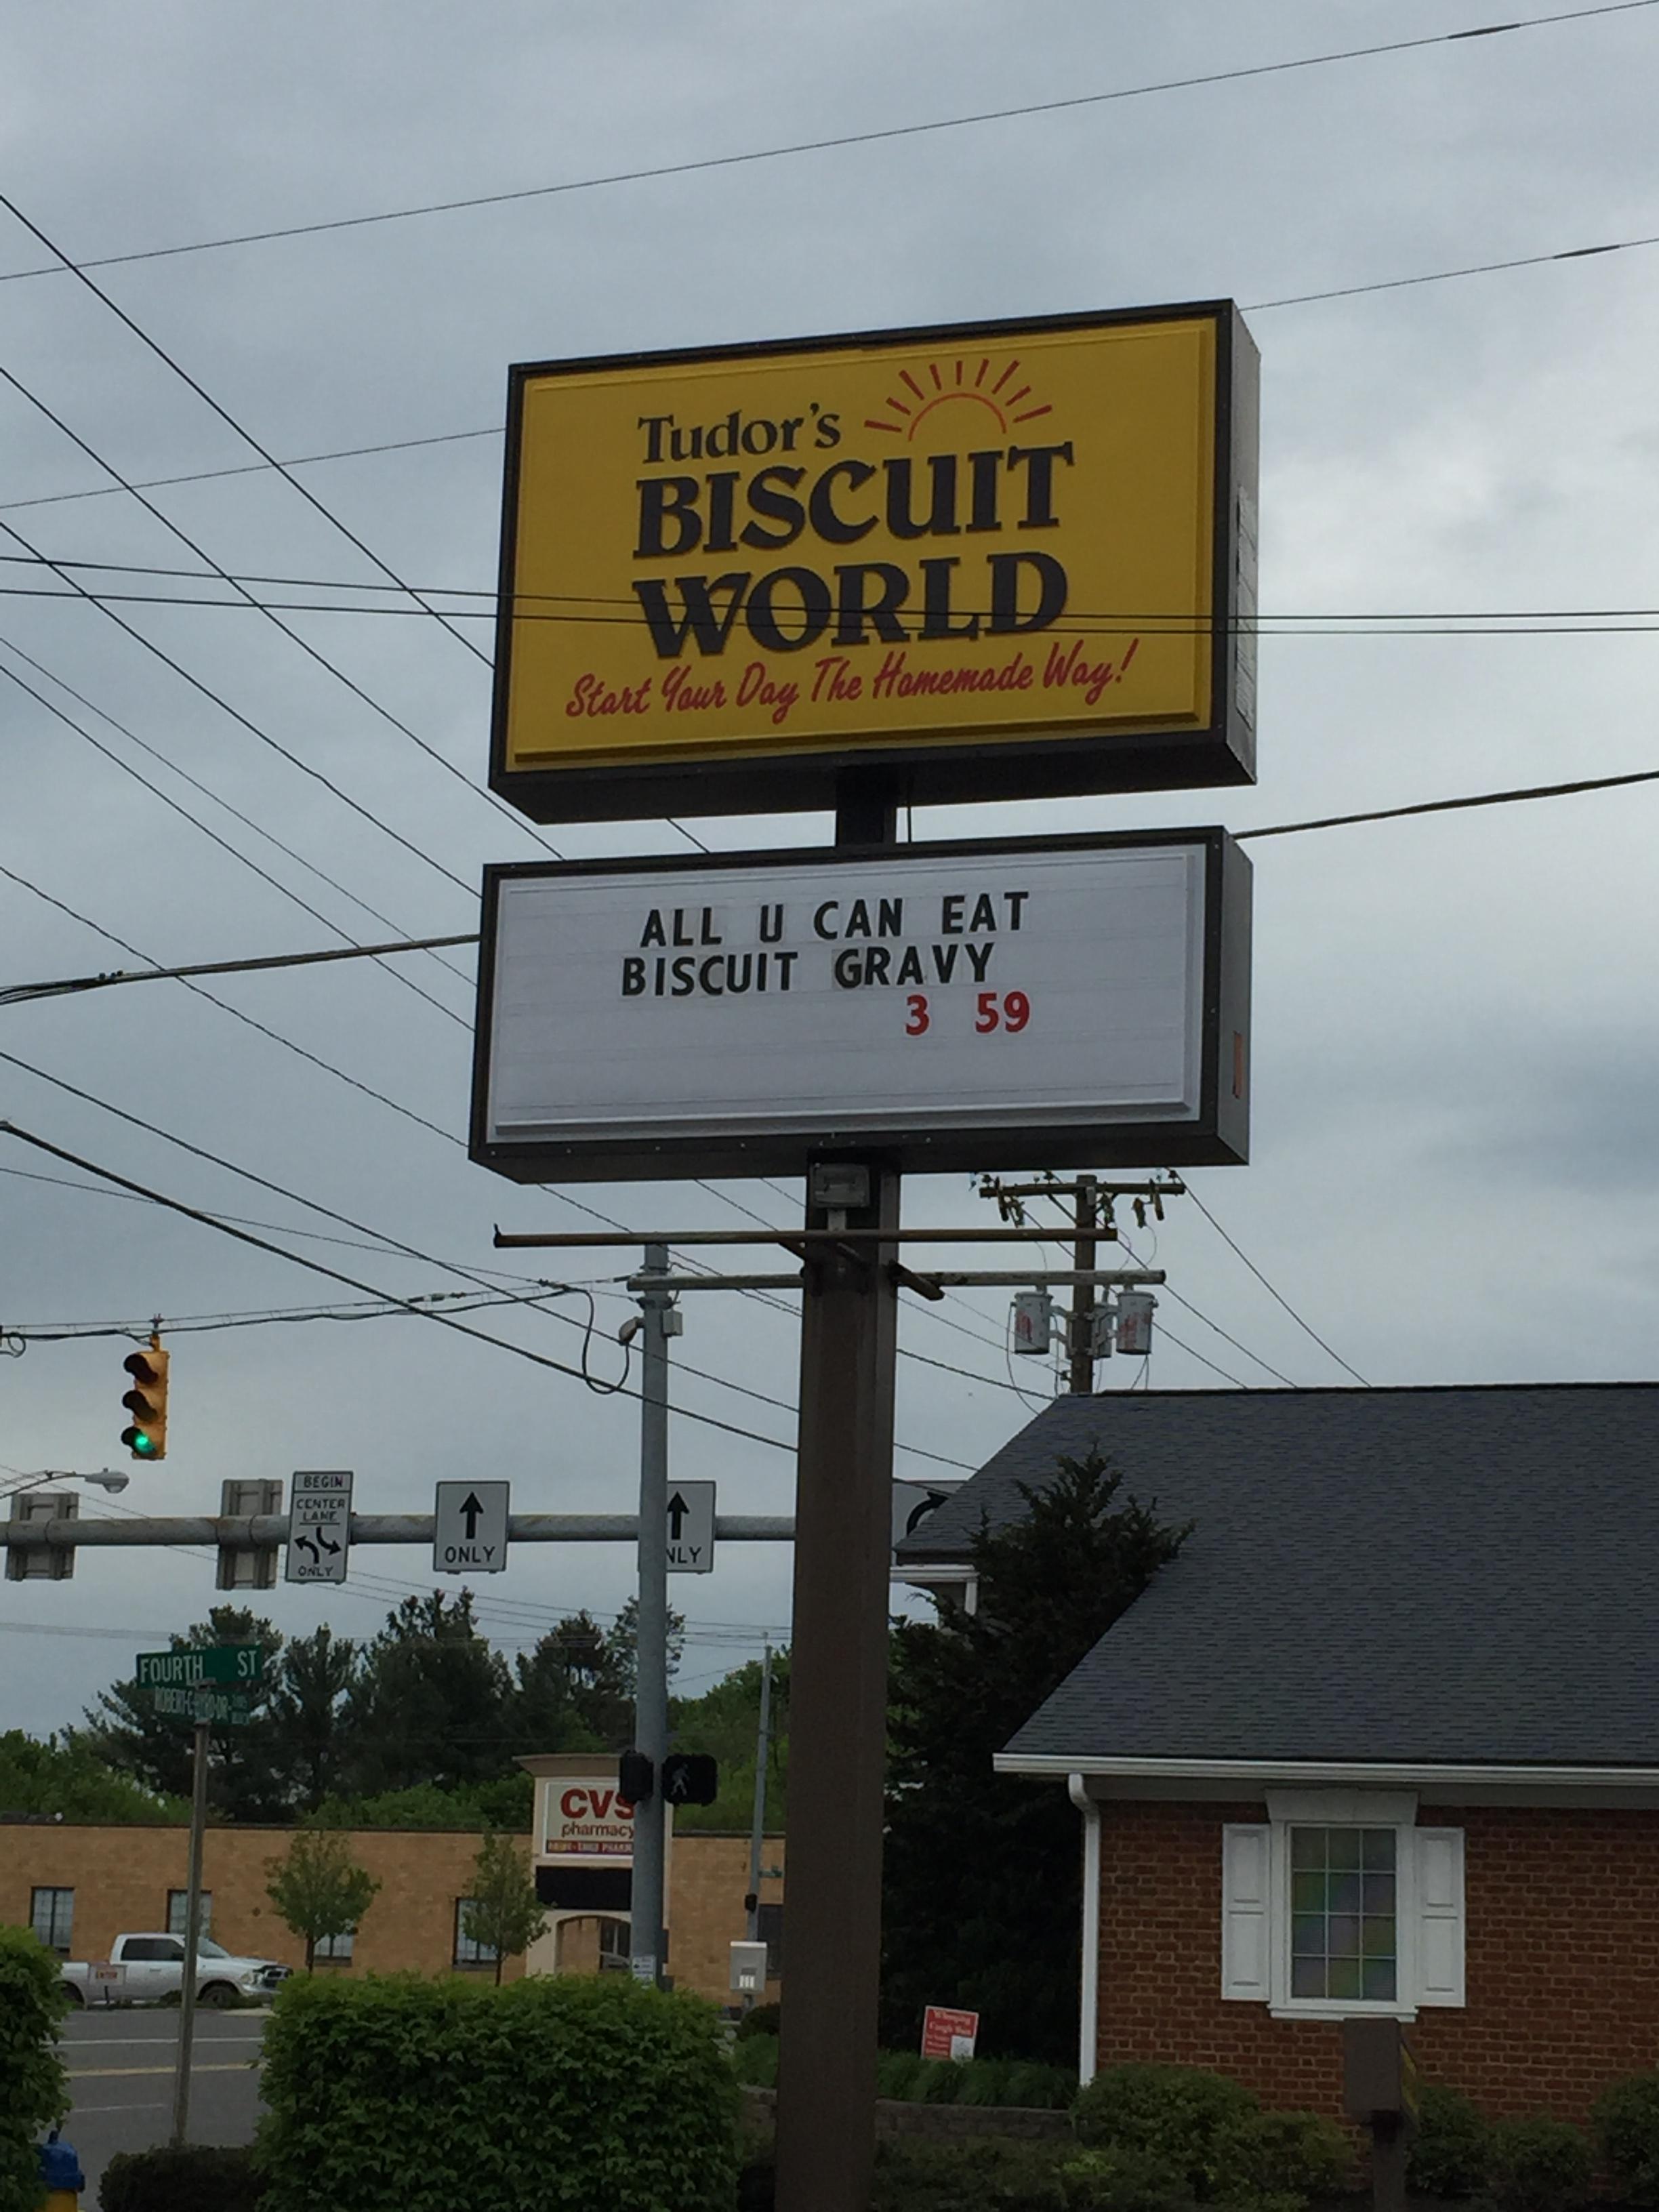 Tudor's
BISCUIT
WORLD
Start Your Day The Homemade Way!
ALL U CAN EAT
BISCUIT GRAVY
3 59
BEGIN
CENTER
LANE
ONLY
ONLY
NLY
FOURTH ST
CVS
pharmacy